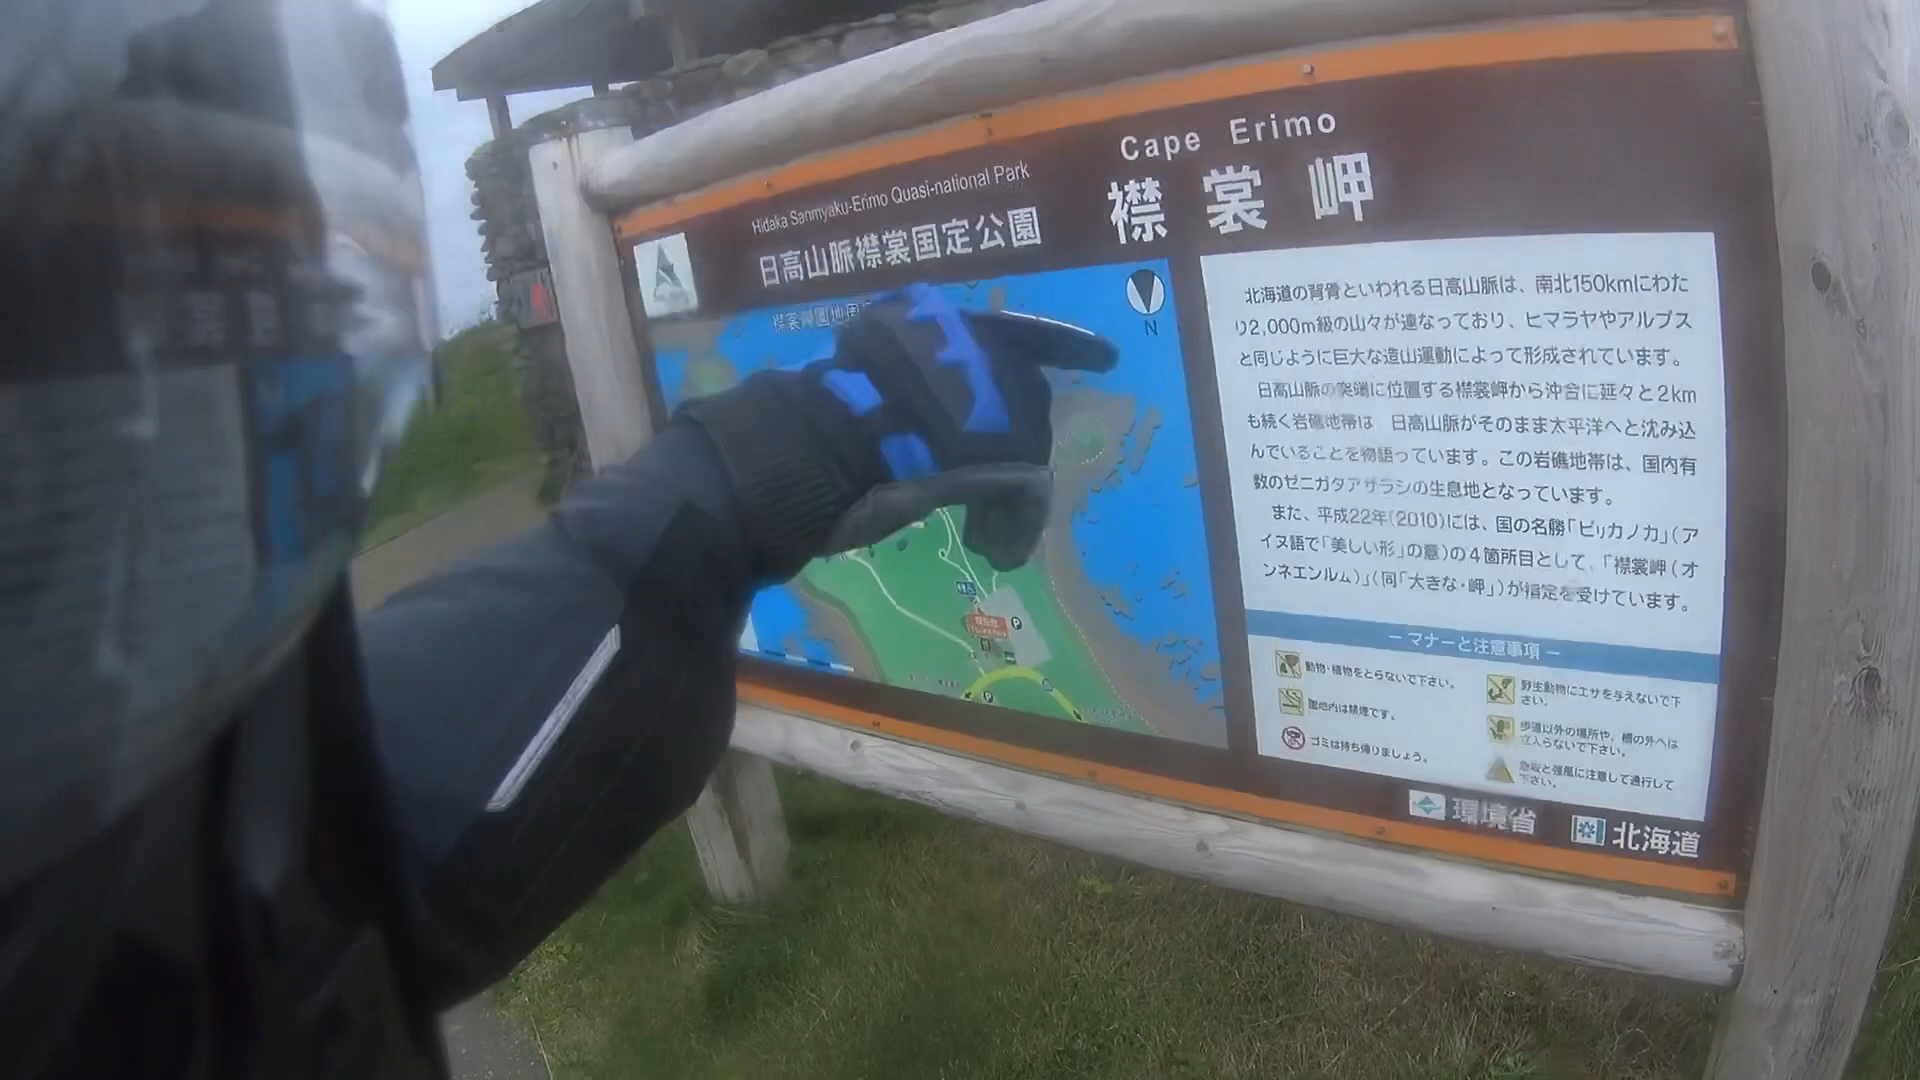 Cape Erimo
Hidaka Sanmyaku-Erimo Quasi-national Park
日高山脈襟裳国定公園
襟裳岬
N
北海道の背骨といわれる日高山脈は、南北150kmにわた
り2,000m級の山々が連なっており、ヒマラヤやアルプス
と同じように巨大な造山運動によって形成されています。
日高山脈の突端に位置する襟裳岬から沖合に延々と2km
も続く岩礁地帯は 日高山脈がそのまま太平洋へと沈み込
んでいることを物語っています。この岩礁地帯は、国内有
数のゼニガタアザラシの生息地となっています。
また、平成22年(2010)には、国の名勝「ピリカノカ」(ア
イヌ語で「美しい形」の意)の4箇所目として、「襟裳岬(オ
ンネエンルム)」(同「大きな・岬」)が指定を受けています。
ーマナーと注意事項ー
動物・植物をとらないで下さい。
園地内は禁煙です。
ゴミは持ち帰りましょう。
野生動物にエサを与えないで下
さい。
歩道以外の場所や、柵の外へは
立入らないで下さい。
急坂と強風に注意して通行して
下さい。
P
P
環境省
北海道